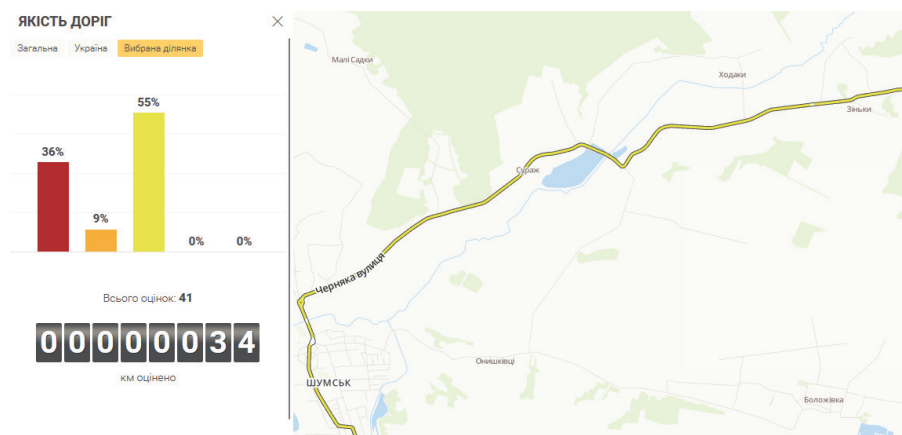 ЯКІСТЬ ДОРІГ
Загальна
Україна
Вибрана ділянка
55%
36%
9%
0%
0%
Всього оцінок: 41
00000034
км оцінено
Малі Садки
Ходаки
Зіньки
Сураж
Черняка вулиця
Онишківці
ШУМСЬК
Боложівка